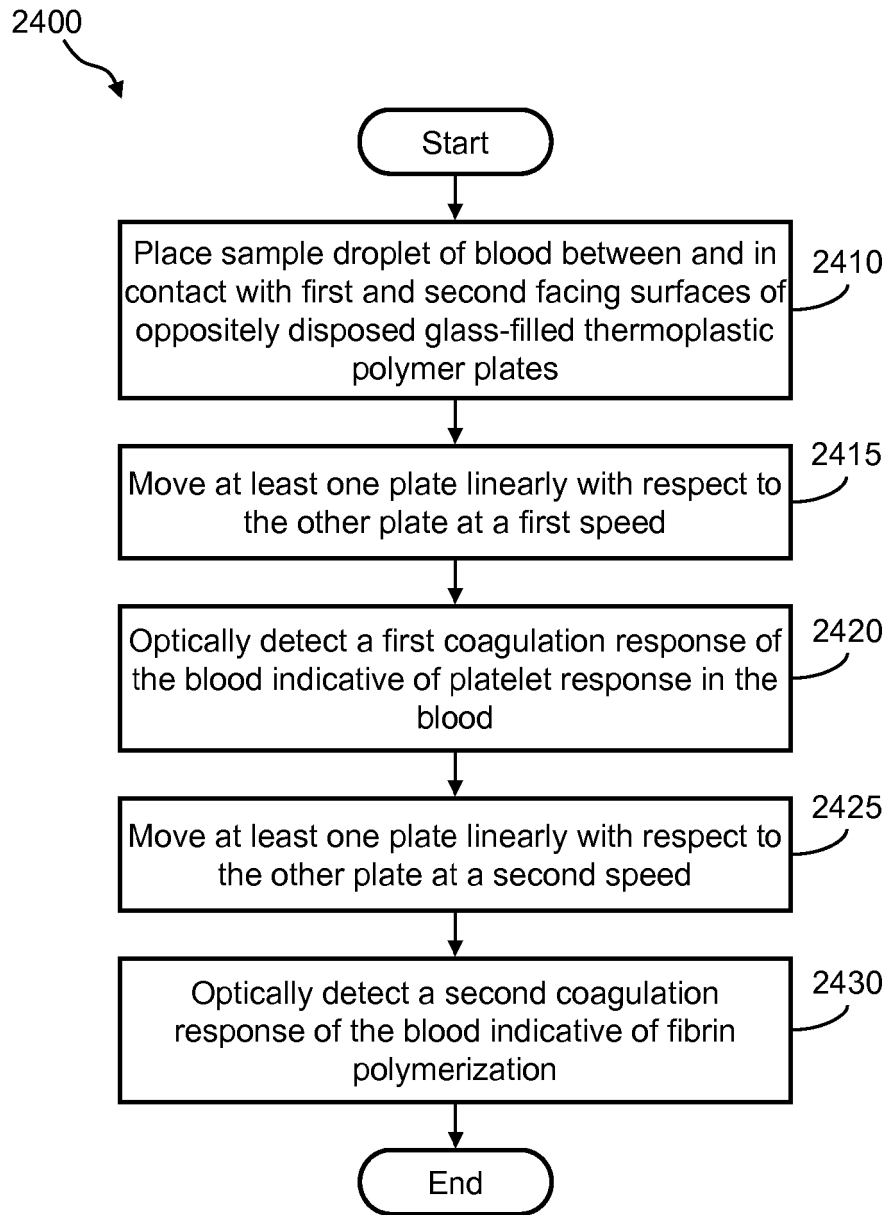 2400
Start
Place sample droplet of blood between and in
contact with first and second facing surfaces of
oppositely disposed glass-filled thermoplastic
polymer plates
2410
Move at least one plate linearly with respect to
the other plate at a first speed
2415
Optically detect a first coagulation response of
the blood indicative of platelet response in the
blood
2420
Move at least one plate linearly with respect to
the other plate at a second speed
2425
Optically detect a second coagulation
response of the blood indicative of fibrin
polymerization
2430
End